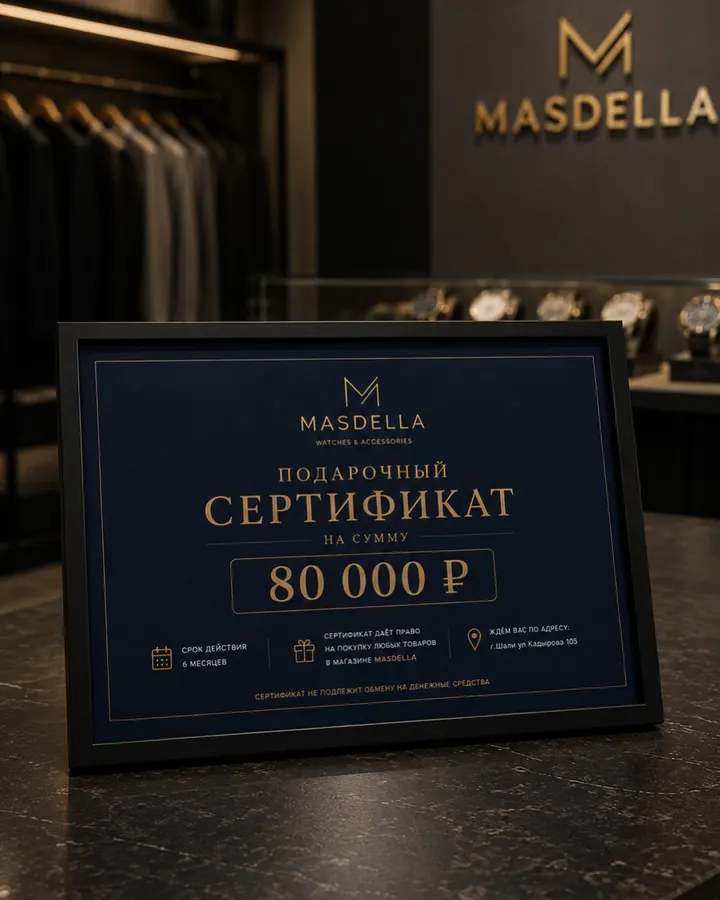 MASDELLA
MASDELLA
WATCHES & ACCESSORIES
ПОДАРОЧНЫЙ
СЕРТИФИКАТ
НА СУММУ
80 000 ₽
СРОК ДЕЙСТВИЯ
6 МЕСЯЦЕВ
СЕРТИФИКАТ ДАЁТ ПРАВО
НА ПОКУПКУ ЛЮБЫХ ТОВАРОВ
В МАГАЗИНЕ MASDELLA
ЖДЁМ ВАС ПО АДРЕСУ:
г.Шали ул Кадырова 105
СЕРТИФИКАТ НЕ ПОДЛЕЖИТ ОБМЕНУ НА ДЕНЕЖНЫЕ СРЕДСТВА